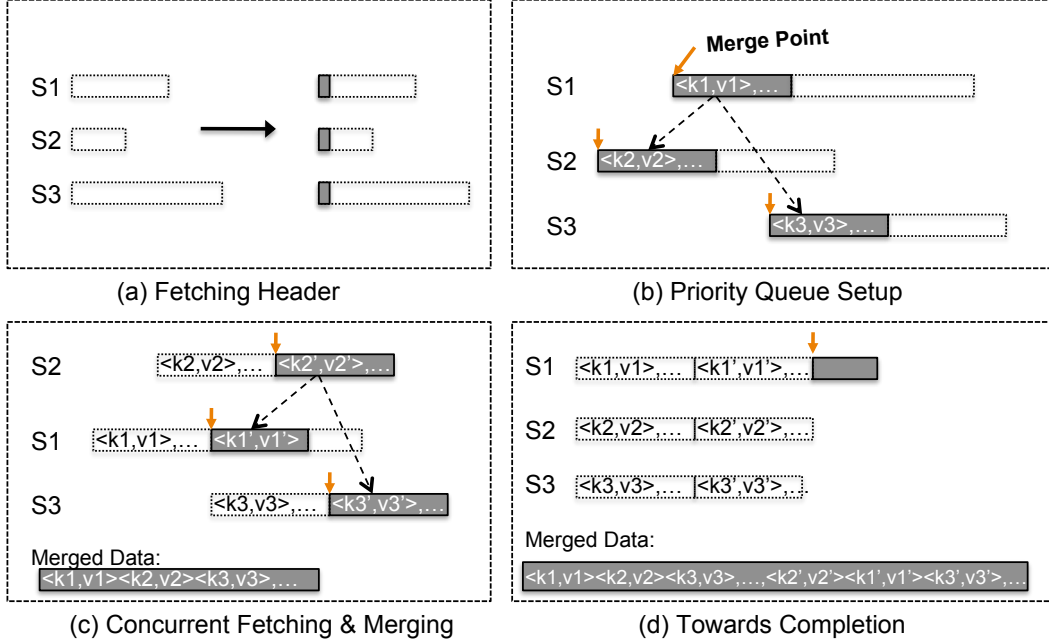 S1
S2
S3
(a) Fetching Header
Merge Point
S1
<k1,v1>,…
S2
<k2,v2>,…
S3
<k3,v3>,…
(b) Priority Queue Setup
S2
<k2,v2>,… <k2’,v2’>,…
S1
<k1,v1>,… <k1’,v1’>
S3
<k3,v3>,… <k3’,v3’>,…
Merged Data:
<k1,v1><k2,v2><k3,v3>,…
(c) Concurrent Fetching & Merging
S1
<k1,v1>,… <k1’,v1’>,…
S2
<k2,v2>,… <k2’,v2’>,…
S3
<k3,v3>,… <k3’,v3’>,…
Merged Data:
<k1,v1><k2,v2><k3,v3>,…,<k2’,v2’><k1’,v1’><k3’,v3’>,…
(d) Towards Completion